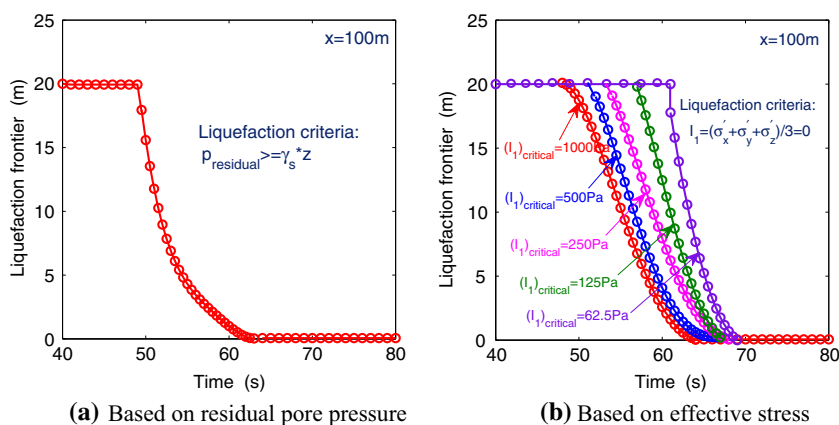 x=100m
Liquefaction criteria:
p_residual>=γ_s*z
Liquefaction frontier (m)
25
20
15
10
5
0
40 50 60 70 80
Time (s)
(a) Based on residual pore pressure
x=100m
Liquefaction criteria:
I_1=(σ'_x+σ'_y+σ'_z)/3=0
(I_1)_critical=1000Pa
(I_1)_critical=500Pa
(I_1)_critical=250Pa
(I_1)_critical=125Pa
(I_1)_critical=62.5Pa
Liquefaction frontier (m)
25
20
15
10
5
0
40 50 60 70 80
Time (s)
(b) Based on effective stress